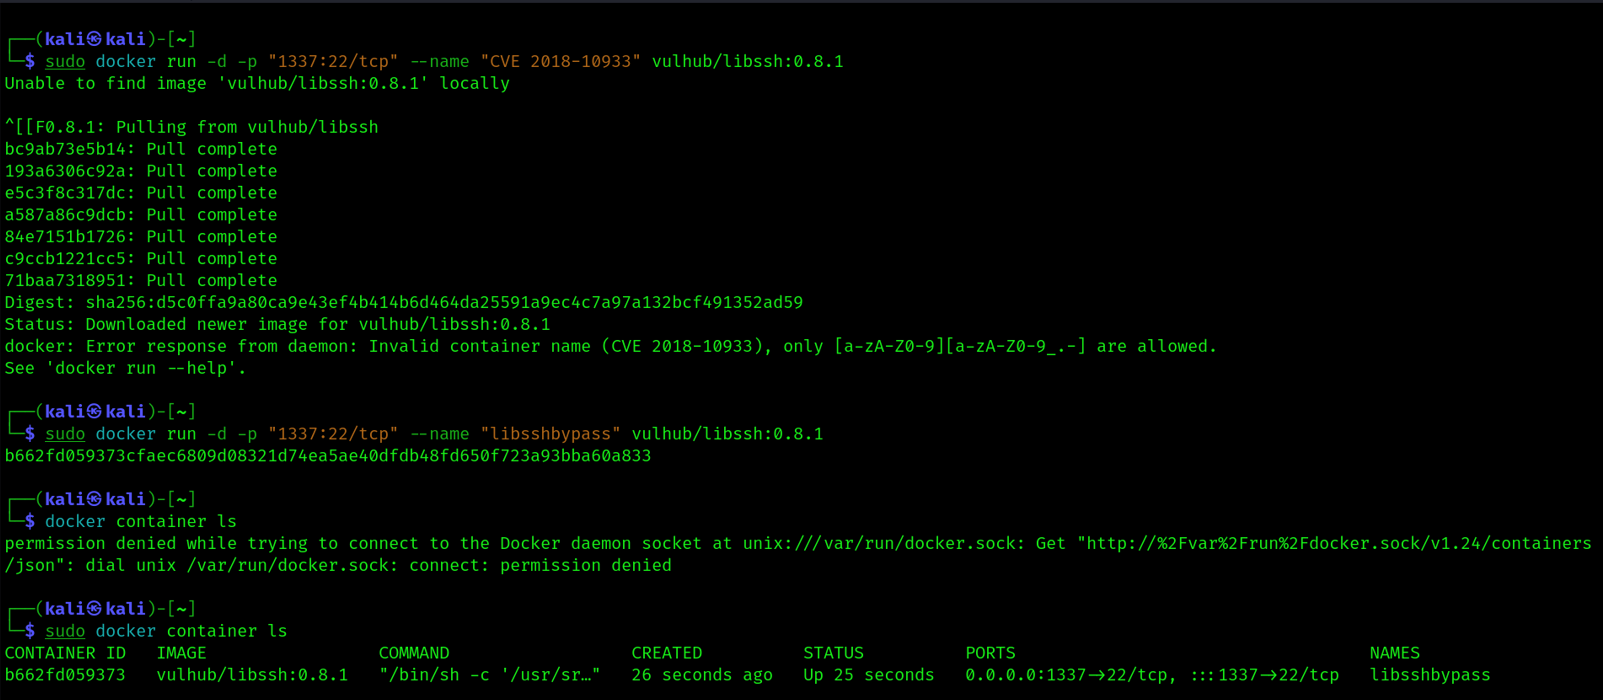 ┌──(kali㉿kali)-[~]
└─$ sudo docker run -d -p "1337:22/tcp" --name "CVE 2018-10933" vulhub/libssh:0.8.1
Unable to find image 'vulhub/libssh:0.8.1' locally
^[[F0.8.1: Pulling from vulhub/libssh
bc9ab73e5b14: Pull complete
193a6306c92a: Pull complete
e5c3f8c317dc: Pull complete
a587a86c9dcb: Pull complete
84e7151b1726: Pull complete
c9ccb1221cc5: Pull complete
71baa7318951: Pull complete
Digest: sha256:d5c0ffa9a80ca9e43ef4b414b6d464da25591a9ec4c7a97a132bcf491352ad59
Status: Downloaded newer image for vulhub/libssh:0.8.1
docker: Error response from daemon: Invalid container name (CVE 2018-10933), only [a-zA-Z0-9][a-zA-Z0-9_.-] are allowed.
See 'docker run --help'.
┌──(kali㉿kali)-[~]
└─$ sudo docker run -d -p "1337:22/tcp" --name "libsshbypass" vulhub/libssh:0.8.1
b662fd059373cfaec6809d08321d74ea5ae40dfdb48fd650f723a93bba60a833
┌──(kali㉿kali)-[~]
└─$ docker container ls
permission denied while trying to connect to the Docker daemon socket at unix:///var/run/docker.sock: Get "http://%2Fvar%2Frun%2Fdocker.sock/v1.24/containers
/json": dial unix /var/run/docker.sock: connect: permission denied
┌──(kali㉿kali)-[~]
└─$ sudo docker container ls
CONTAINER ID   IMAGE                 COMMAND                  CREATED          STATUS          PORTS                                   NAMES
b662fd059373   vulhub/libssh:0.8.1   "/bin/sh -c '/usr/sr…"   26 seconds ago   Up 25 seconds   0.0.0.0:1337->22/tcp, :::1337->22/tcp   libsshbypass